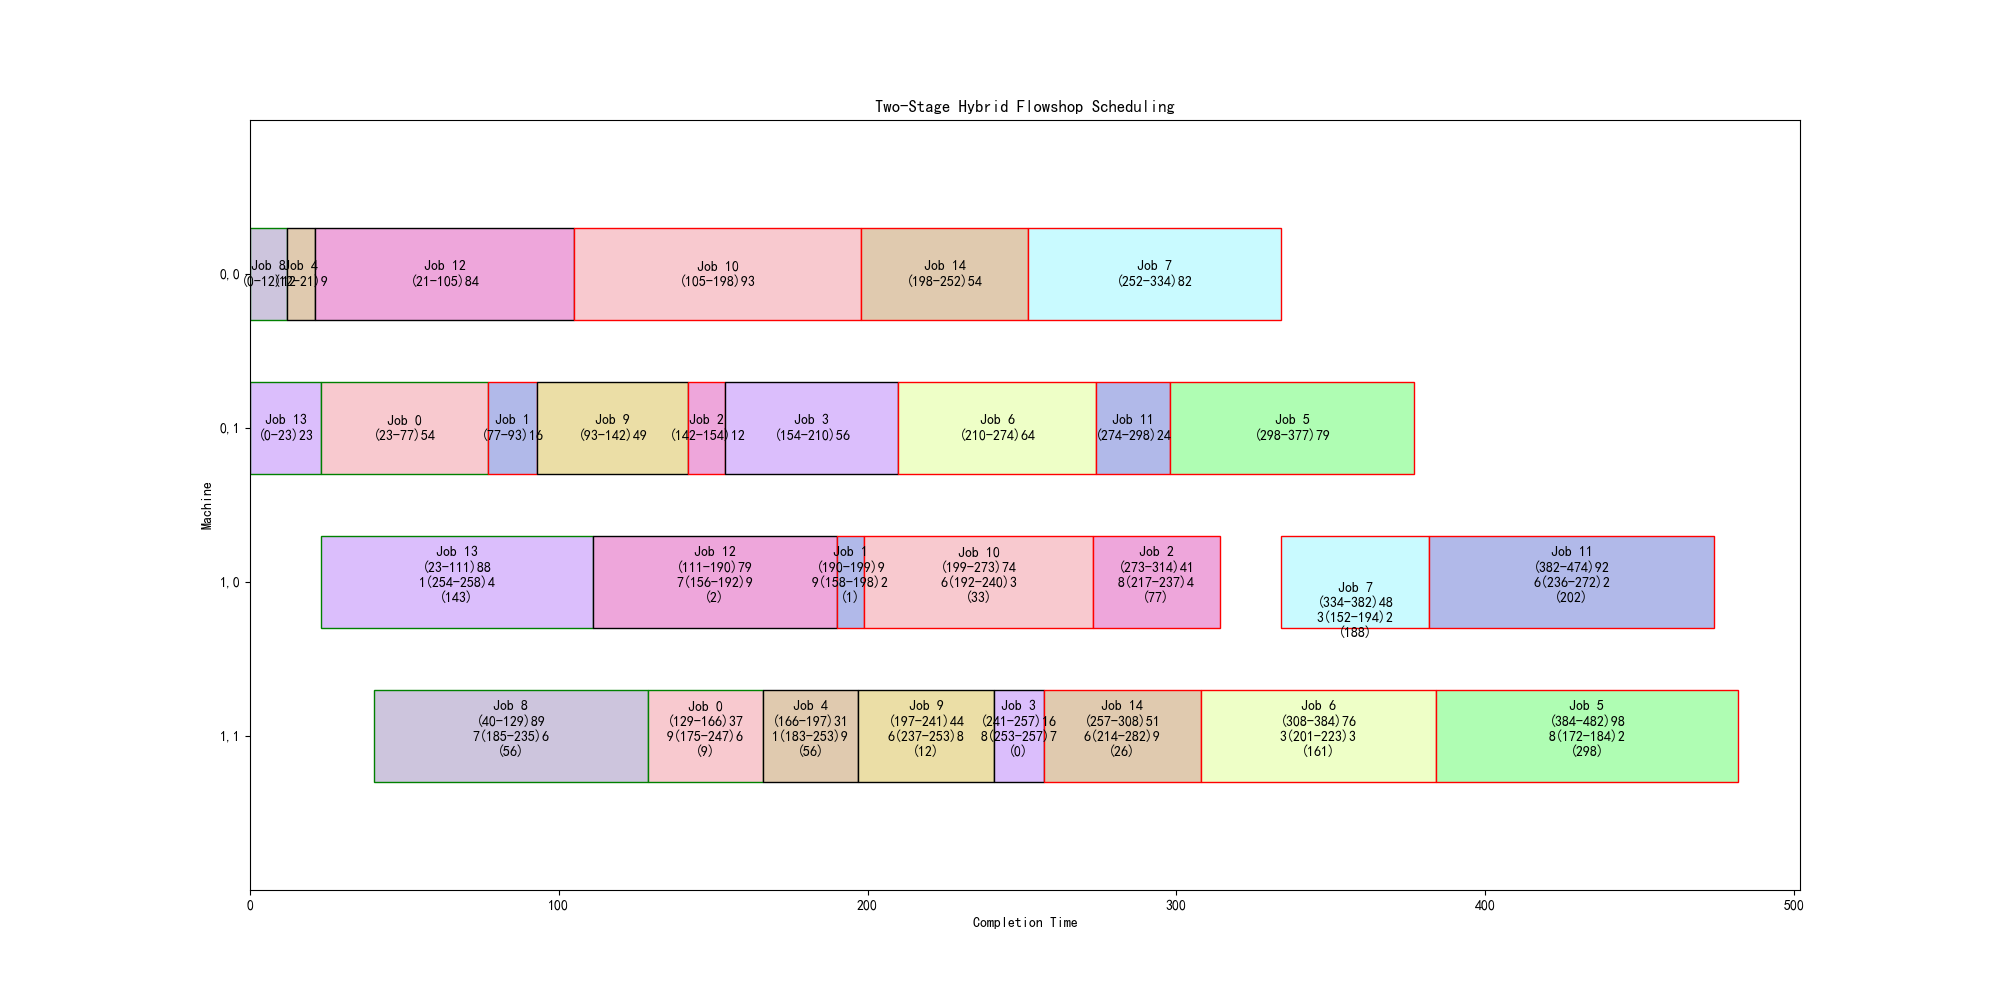 Two-Stage Hybrid Flowshop Scheduling
0,0
Job 8
(0-12)12
Job 4
(12-21)9
Job 12
(21-105)84
Job 10
(105-198)93
Job 14
(198-252)54
Job 7
(252-334)82
0,1
Job 13
(0-23)23
Job 0
(23-77)54
Job 1
(77-93)16
Job 9
(93-142)49
Job 2
(142-154)12
Job 3
(154-210)56
Job 6
(210-274)64
Job 11
(274-298)24
Job 5
(298-377)79
Machine
1,0
Job 13
(23-111)88
1(254-258)4
(143)
Job 12
(111-190)79
7(156-192)9
(2)
Job 1
(190-199)9
9(158-198)2
(1)
Job 10
(199-273)74
6(192-240)3
(33)
Job 2
(273-314)41
8(217-237)4
(77)
Job 7
(334-382)48
3(152-194)2
(188)
Job 11
(382-474)92
6(236-272)2
(202)
1,1
Job 8
(40-129)89
7(185-235)6
(56)
Job 0
(129-166)37
9(175-247)6
(9)
Job 4
(166-197)31
1(183-253)9
(56)
Job 9
(197-241)44
6(237-253)8
(12)
Job 3
(241-257)16
8(253-257)7
(0)
Job 14
(257-308)51
6(214-282)9
(26)
Job 6
(308-384)76
3(201-223)3
(161)
Job 5
(384-482)98
8(172-184)2
(298)
0
100
200
300
400
500
Completion Time